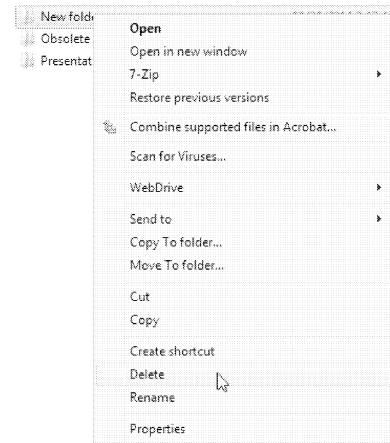 New fold
Open
Obsolete
Open in new window
Presentat
7-Zip
Restore previous versions
Combine supported files in Acrobat...
Scan for Viruses...
WebDrive
Send to
Copy To folder...
Move To folder...
Cut
Copy
Create shortcut
Delete
Rename
Properties